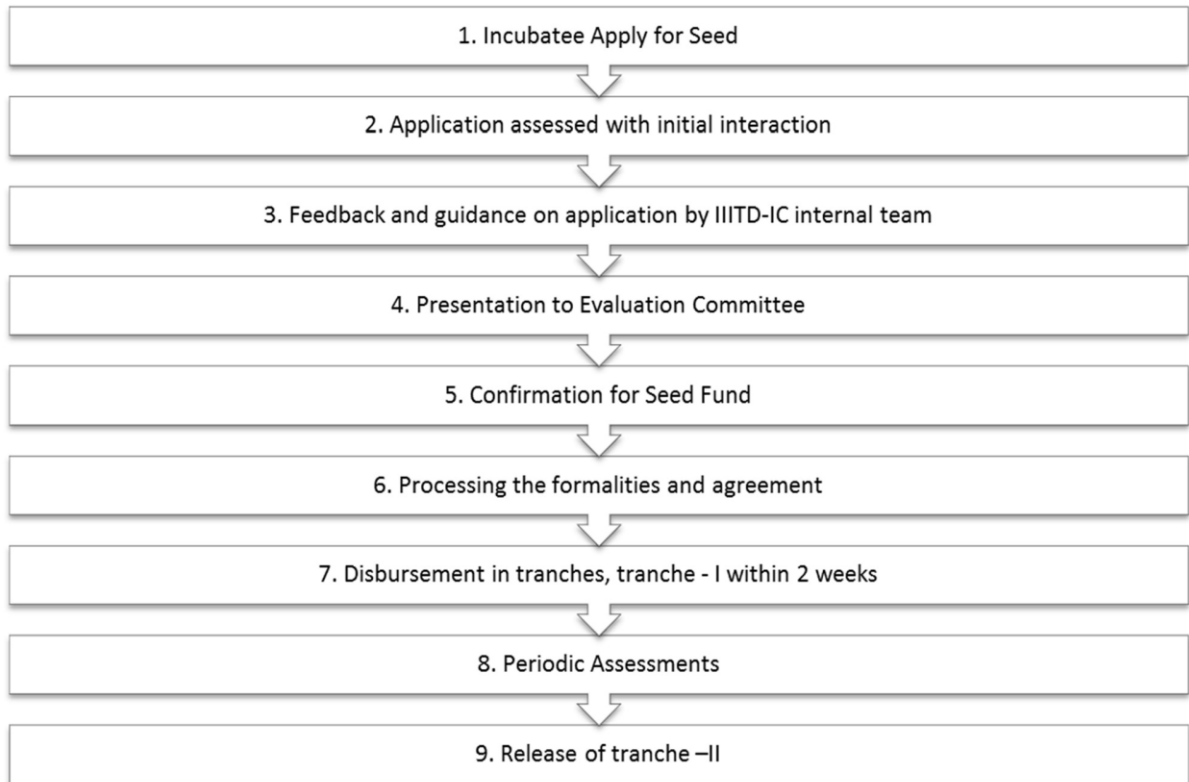 1. Incubatee Apply for Seed
2. Application assessed with initial interaction
3. Feedback and guidance on application by IIITD-IC internal team
4. Presentation to Evaluation Committee
5. Confirmation for Seed Fund
6. Processing the formalities and agreement
7. Disbursement in tranches, tranche - I within 2 weeks
8. Periodic Assessments
9. Release of tranche –II